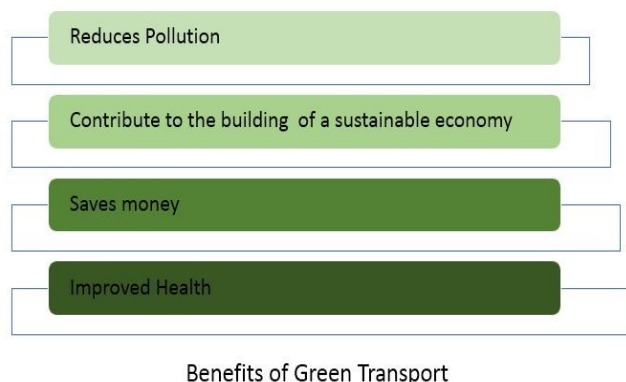 Reduces Pollution
Contribute to the building of a sustainable economy
Saves money
Improved Health
Benefits of Green Transport